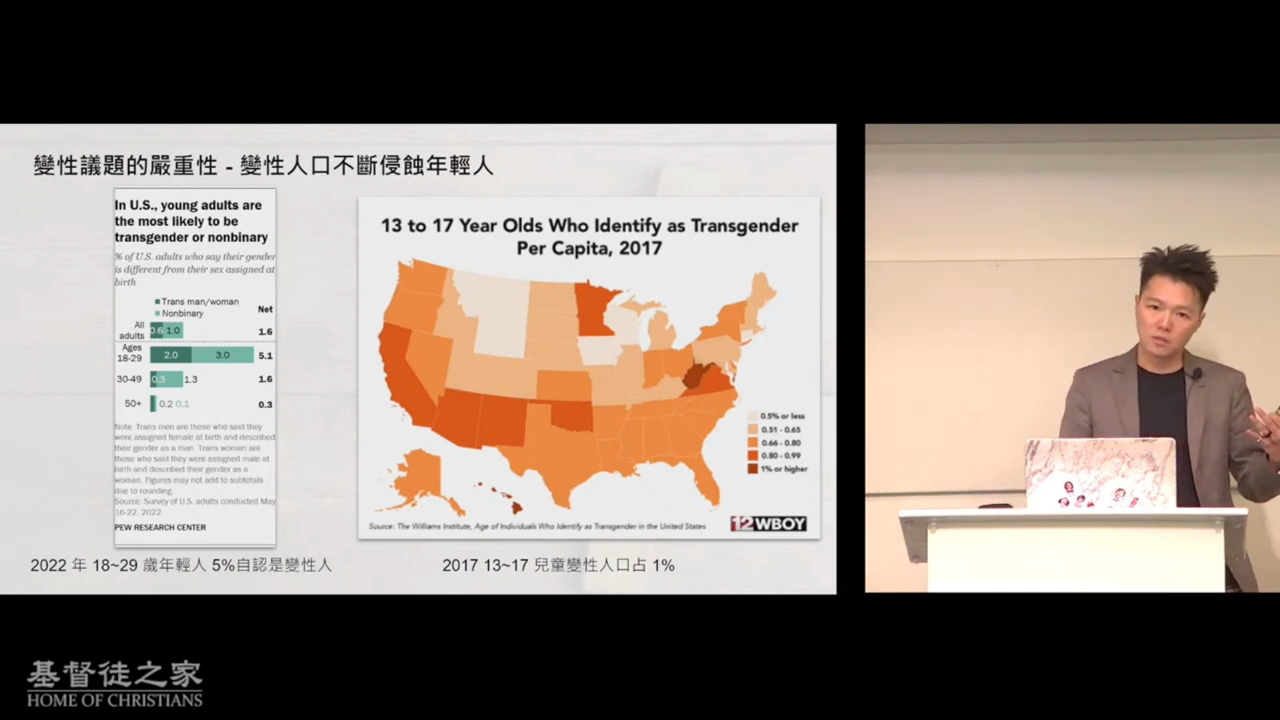 變性議題的嚴重性 - 變性人口不斷侵蝕年輕人
In U.S., young adults are
the most likely to be
transgender or nonbinary
% of U.S. adults who say their gender
is different from their sex assigned at
birth
Trans man/woman
Nonbinary
Net
All
adults
0.6 1.0 1.6
Ages
18-29
2.0 3.0 5.1
30-49 0.3 1.3 1.6
50+ 0.2 0.1 0.3
Note: Trans men are those who said they
were assigned female at birth and described
their gender as a man. Trans women are
those who said they were assigned male at
birth and described their gender as a
woman. Figures may not add to subtotals
due to rounding.
Source: Survey of U.S. adults conducted May
16-22, 2022
PEW RESEARCH CENTER
2022 年 18~29 歲年輕人 5%自認是變性人
13 to 17 Year Olds Who Identify as Transgender
Per Capita, 2017
0.5% or less
0.51 - 0.65
0.66 - 0.80
0.80 - 0.99
1% or higher
Source: The Williams Institute, Age of Individuals Who Identify as Transgender in the United States
12WBOY
2017 13~17 兒童變性人口占 1%
基督徒之家
HOME OF CHRISTIANS